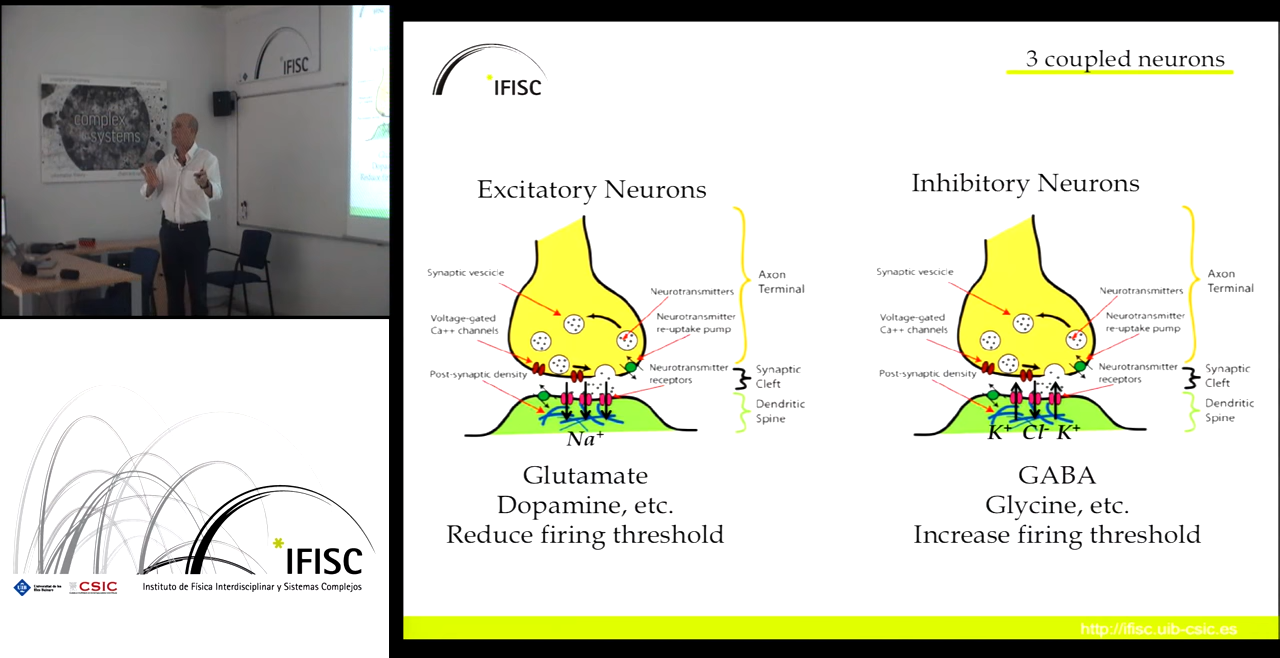 IFISC
complex
systems
IFISC
UIB
CSIC
Instituto de Física Interdisciplinar y Sistemas Complejos
IFISC
3 coupled neurons
Excitatory Neurons
Synaptic vescicle
Voltage-gated
Ca++ channels
Post-synaptic density
Neurotransmitters
Neurotransmitter
re-uptake pump
Neurotransmitter
receptors
Axon
Terminal
Synaptic
Cleft
Dendritic
Spine
Na+
Glutamate
Dopamine, etc.
Reduce firing threshold
Inhibitory Neurons
Synaptic vescicle
Voltage-gated
Ca++ channels
Post-synaptic density
Neurotransmitters
Neurotransmitter
re-uptake pump
Neurotransmitter
receptors
Axon
Terminal
Synaptic
Cleft
Dendritic
Spine
K+ Cl- K+
GABA
Glycine, etc.
Increase firing threshold
http://ifisc.uib-csic.es